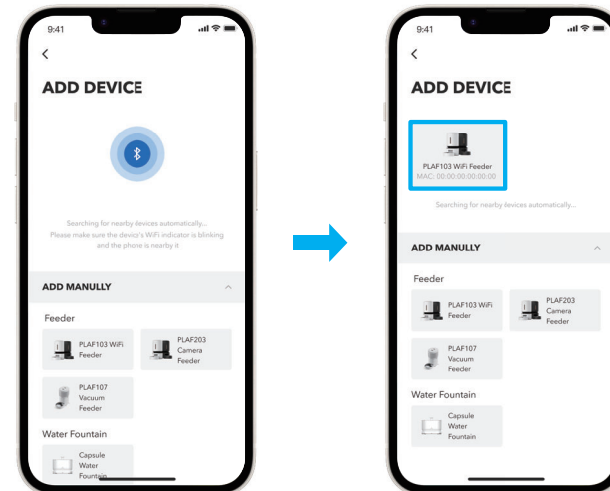 9:41
ADD DEVICE
Searching for nearby devices automatically...
Please make sure the devicr's WiFi indicator is blinking
and the phone is nearby it
ADD MANULLY
Feeder
PLAF103 WiFi
Feeder
PLAF203
Camera
Feeder
PLAF107
Vacuum
Feeder
Water Fountain
Capsule
Water
Fountain
9:41
ADD DEVICE
PLAF103 WiFi Feeder
MAC: 00:00:00:00:00:00
Searching for nearby devices automatically...
ADD MANULLY
Feeder
PLAF103 WiFi
Feeder
PLAF203
Camera
Feeder
PLAF107
Vacuum
Feeder
Water Fountain
Capsule
Water
Fountain